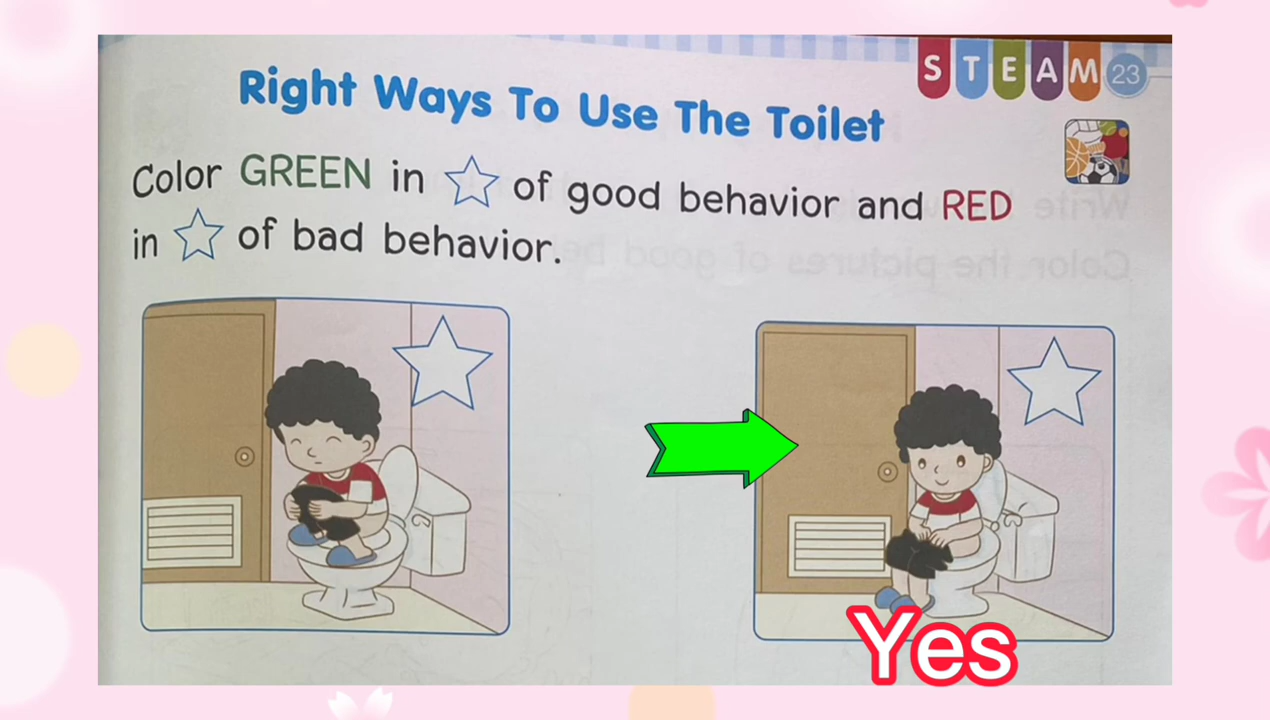 STEAM 23
Right Ways To Use The Toilet
Color GREEN in of good behavior and RED
in of bad behavior.
Yes